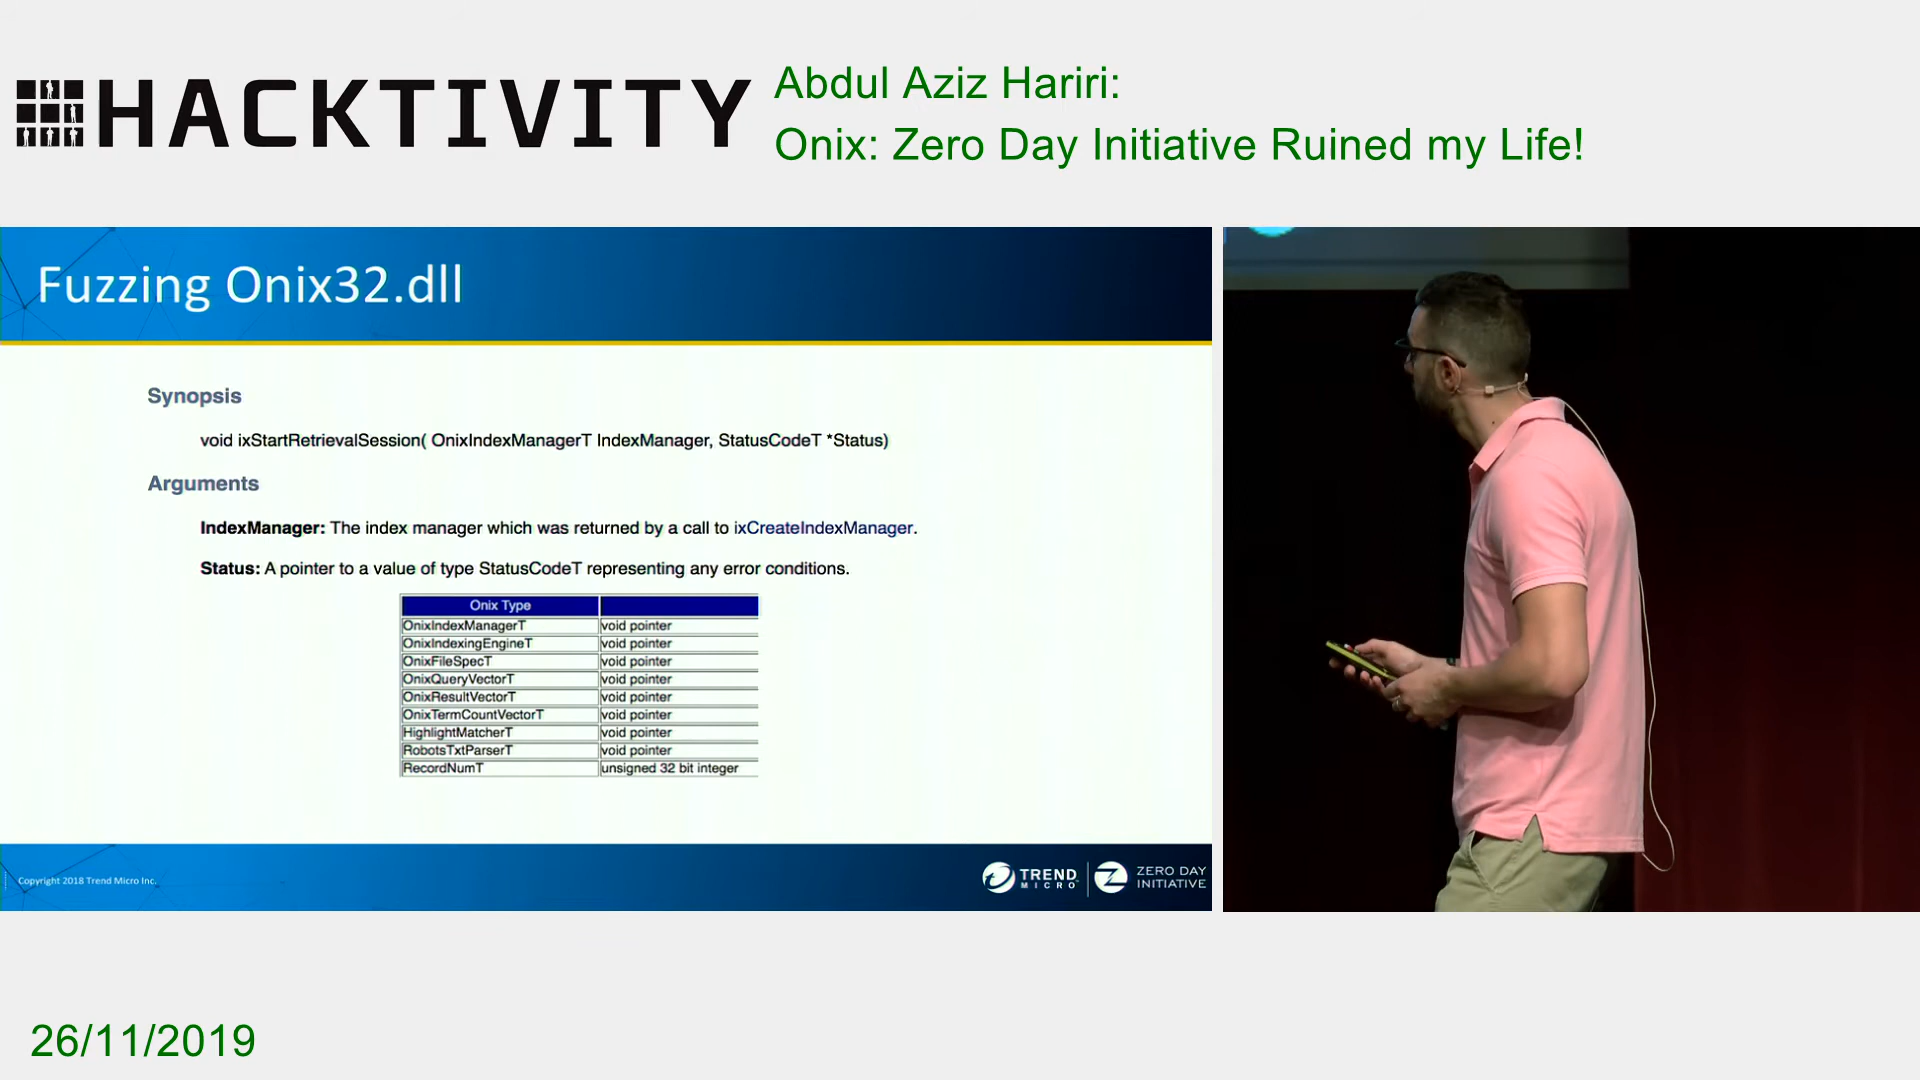 HACKTIVITY
Abdul Aziz Hariri:
Onix: Zero Day Initiative Ruined my Life!
Fuzzing Onix32.dll
Synopsis
void ixStartRetrievalSession( OnixIndexManagerT IndexManager, StatusCodeT *Status)
Arguments
IndexManager: The index manager which was returned by a call to ixCreateIndexManager.
Status: A pointer to a value of type StatusCodeT representing any error conditions.
Onix Type
OnixIndexManagerT void pointer
OnixIndexingEngineT void pointer
OnixFileSpecT void pointer
OnixQueryVectorT void pointer
OnixResultVectorT void pointer
OnixTermCountVectorT void pointer
HighlightMatcherT void pointer
RobotsTxtParserT void pointer
RecordNumT unsigned 32 bit integer
Copyright 2018 Trend Micro Inc.
TREND
MICRO
ZERO DAY
INITIATIVE
26/11/2019